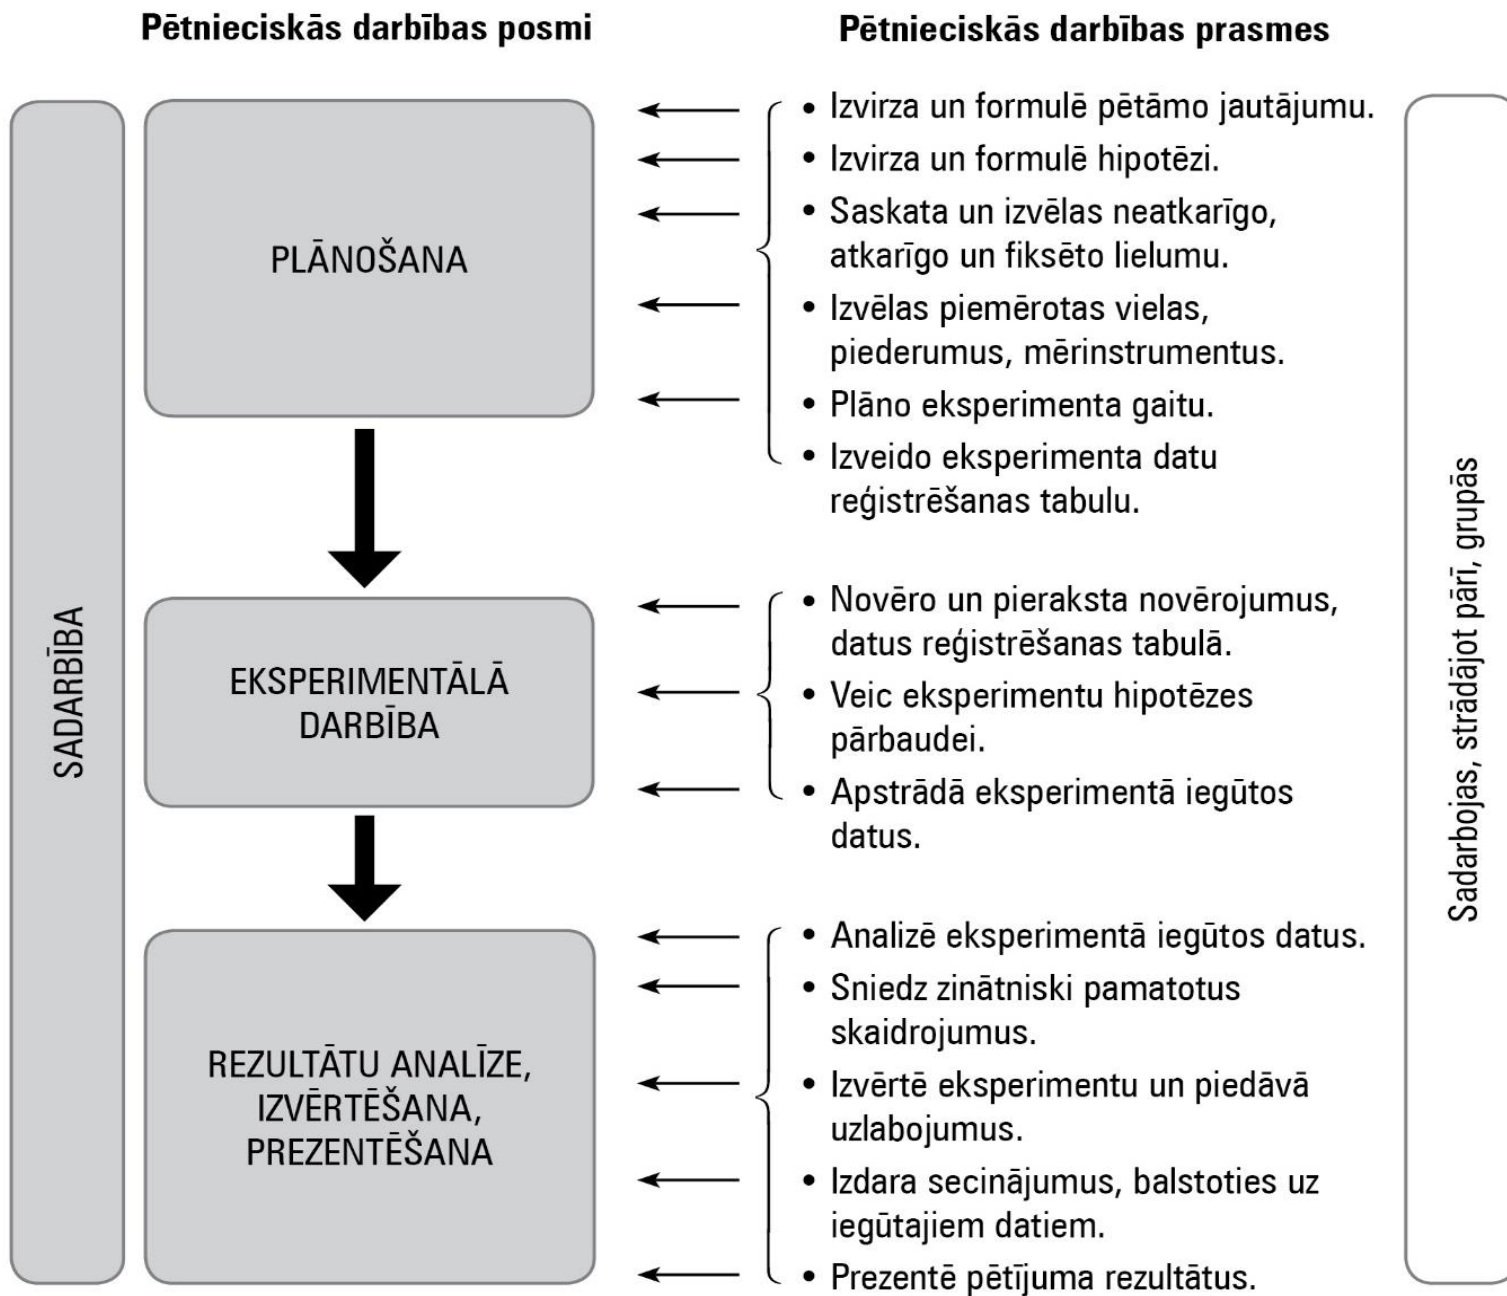 Pētnieciskās darbības posmi
Pētnieciskās darbības prasmes
SADARBĪBA
PLĀNOŠANA
• Izvirza un formulē pētāmo jautājumu.
• Izvirza un formulē hipotēzi.
• Saskata un izvēlas neatkarīgo,
atkarīgo un fiksēto lielumu.
• Izvēlas piemērotas vielas,
piederumus, mērinstrumentus.
• Plāno eksperimenta gaitu.
• Izveido eksperimenta datu
reģistrēšanas tabulu.
EKSPERIMENTĀLĀ
DARBĪBA
• Novēro un pieraksta novērojumus,
datus reģistrēšanas tabulā.
• Veic eksperimentu hipotēzes
pārbaudei.
• Apstrādā eksperimentā iegūtos
datus.
REZULTĀTU ANALĪZE,
IZVĒRTĒŠANA,
PREZENTĒŠANA
• Analizē eksperimentā iegūtos datus.
• Sniedz zinātniski pamatotus
skaidrojumus.
• Izvērtē eksperimentu un piedāvā
uzlabojumus.
• Izdara secinājumus, balstoties uz
iegūtajiem datiem.
• Prezentē pētījuma rezultātus.
Sadarbojas, strādājot pārī, grupās